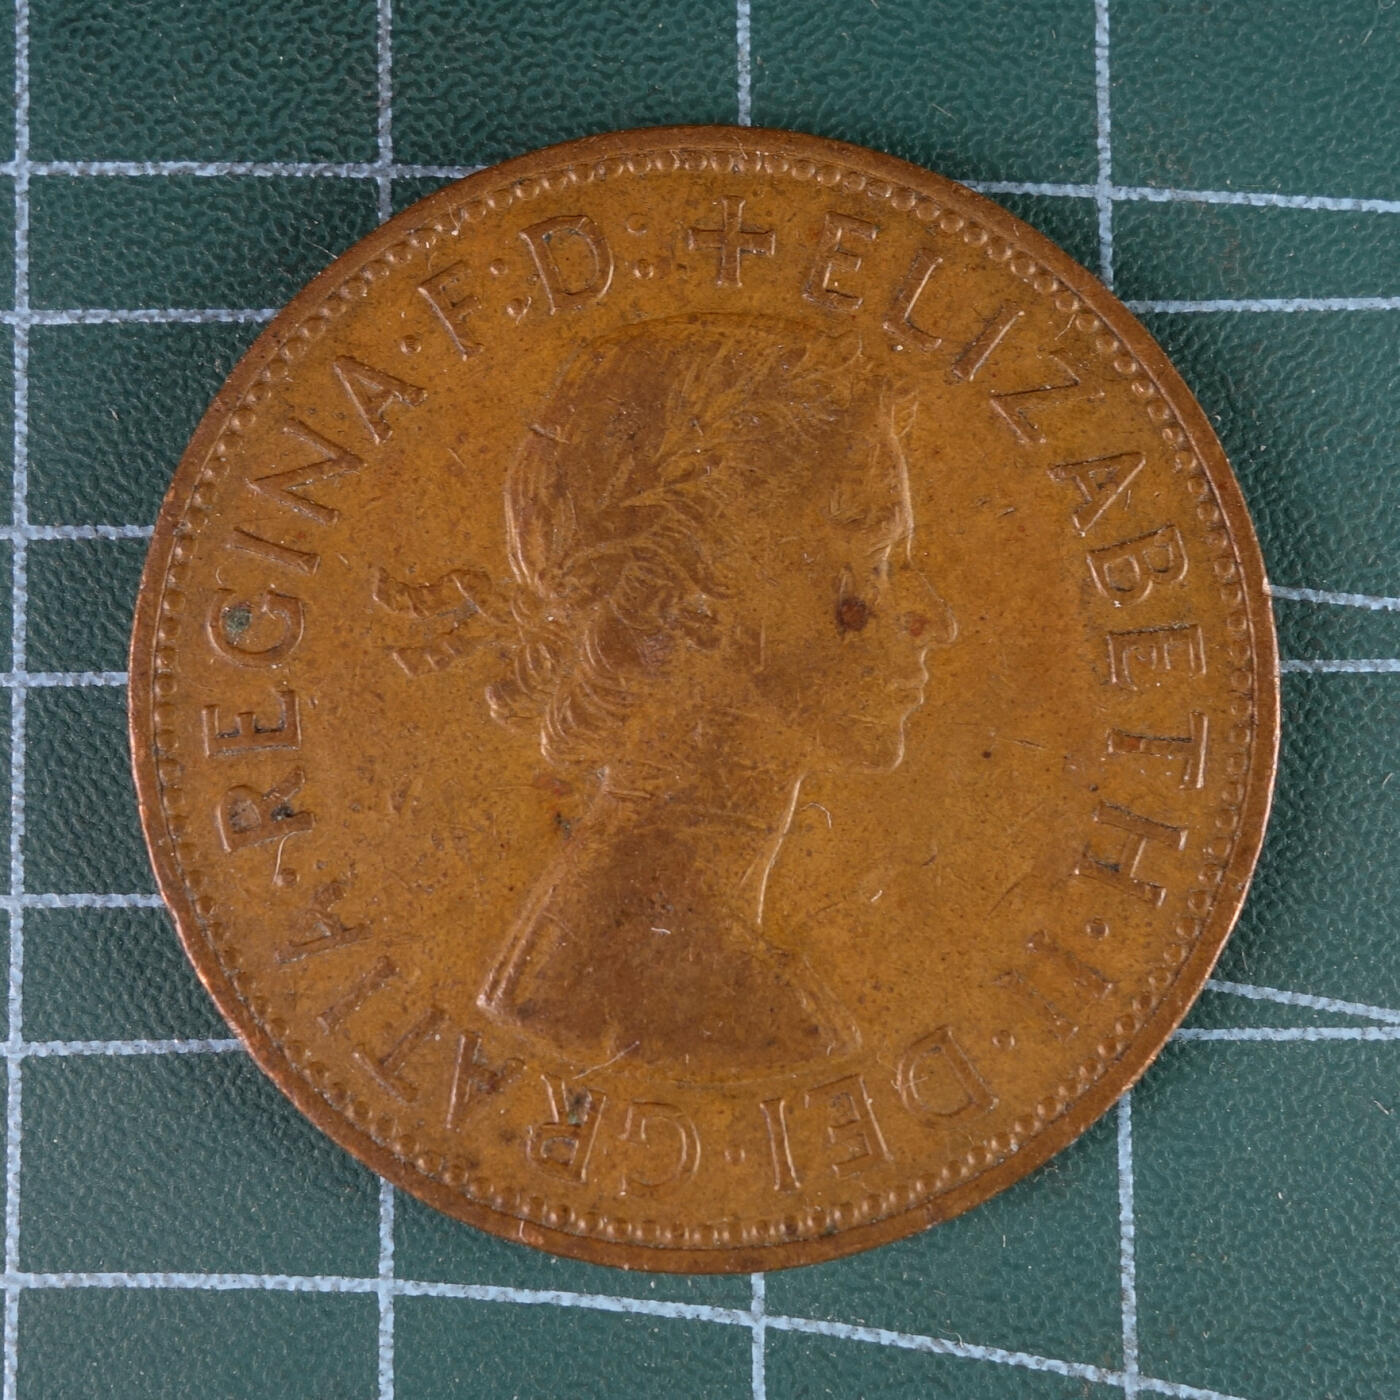 + ELIZABETH · II · DEI · GRATIA · REGINA · F: D: